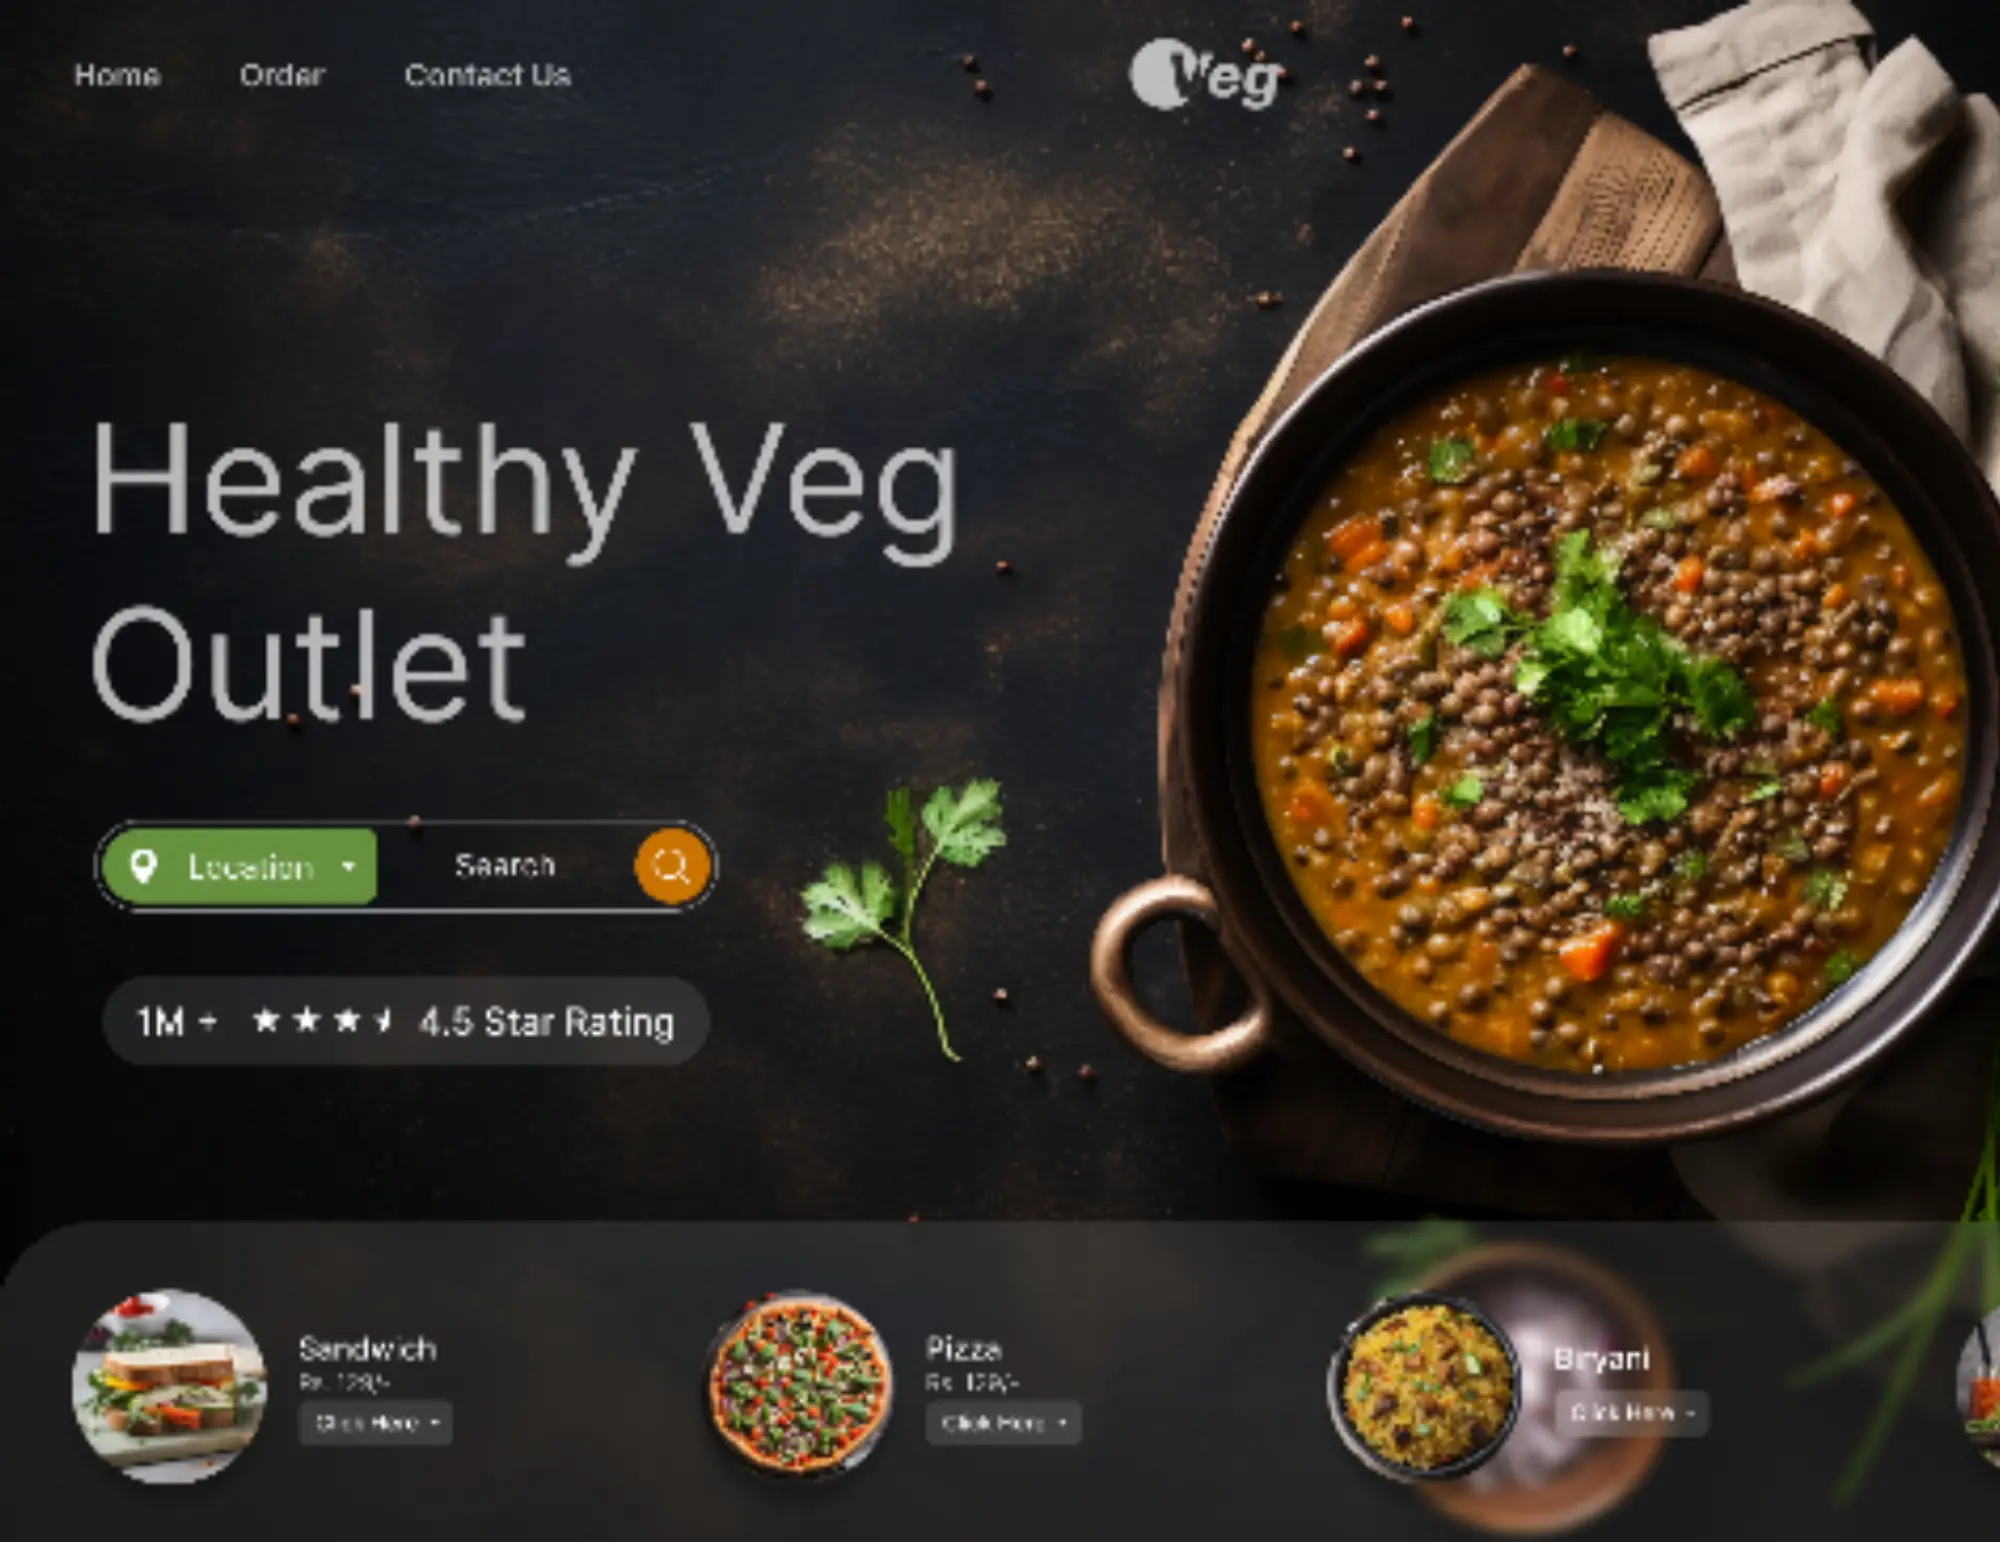 Home Order Contact Us Veg
Healthy Veg
Outlet
Location Search
1M + 4.5 Star Rating
Sandwich
Rs. 129/-
Click Here
Pizza
Rs. 129/-
Click Here
Biryani
Click Here